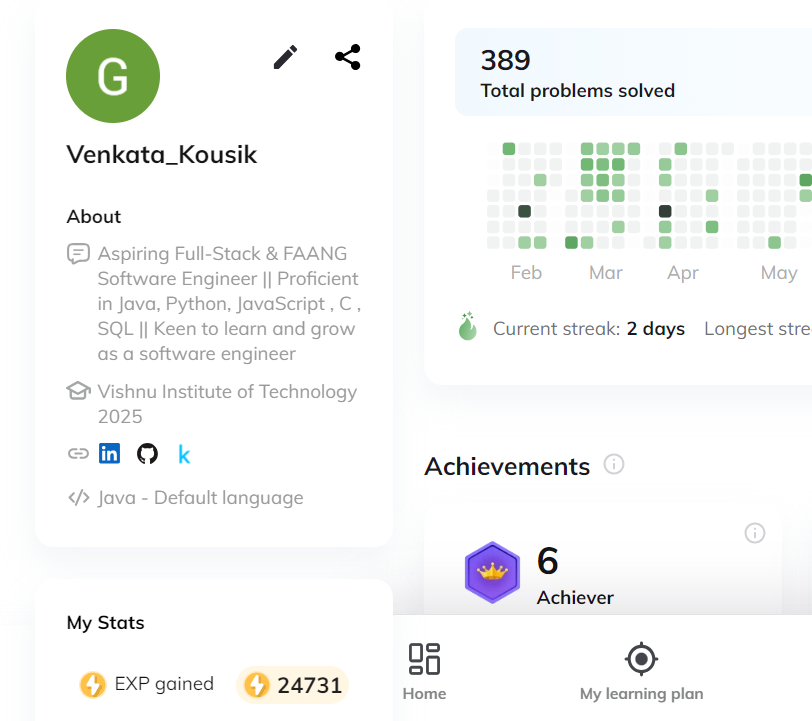 G
Venkata_Kousik
About
Aspiring Full-Stack & FAANG
Software Engineer || Proficient
in Java, Python, JavaScript , C ,
SQL || Keen to learn and grow
as a software engineer
Vishnu Institute of Technology
2025
in
k
</> Java - Default language
My Stats
EXP gained 24731
389
Total problems solved
Feb Mar Apr May
Current streak: 2 days Longest stre
Achievements
6
Achiever
Home
My learning plan